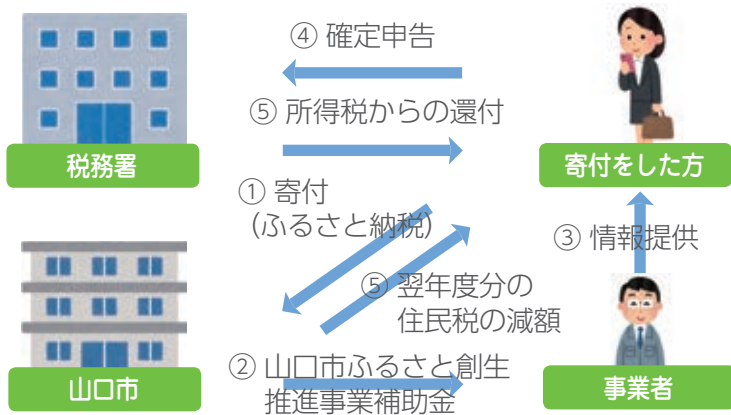 ④ 確定申告
⑤ 所得税からの還付
税務署
寄付をした方
① 寄付
(ふるさと納税)
③ 情報提供
⑤ 翌年度分の
住民税の減額
② 山口市ふるさと創生
推進事業補助金
山口市
事業者